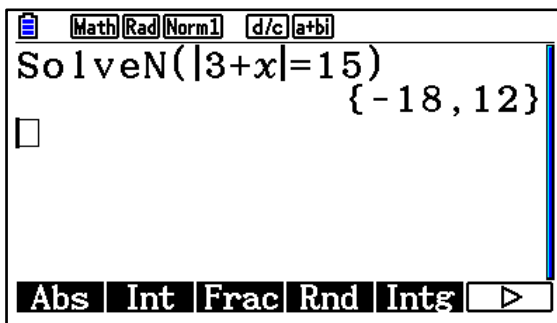 Math Rad Norm1 d/c a+bi
SolveN(|3+x|=15)
{-18,12}
Abs Int Frac Rnd Intg ▷